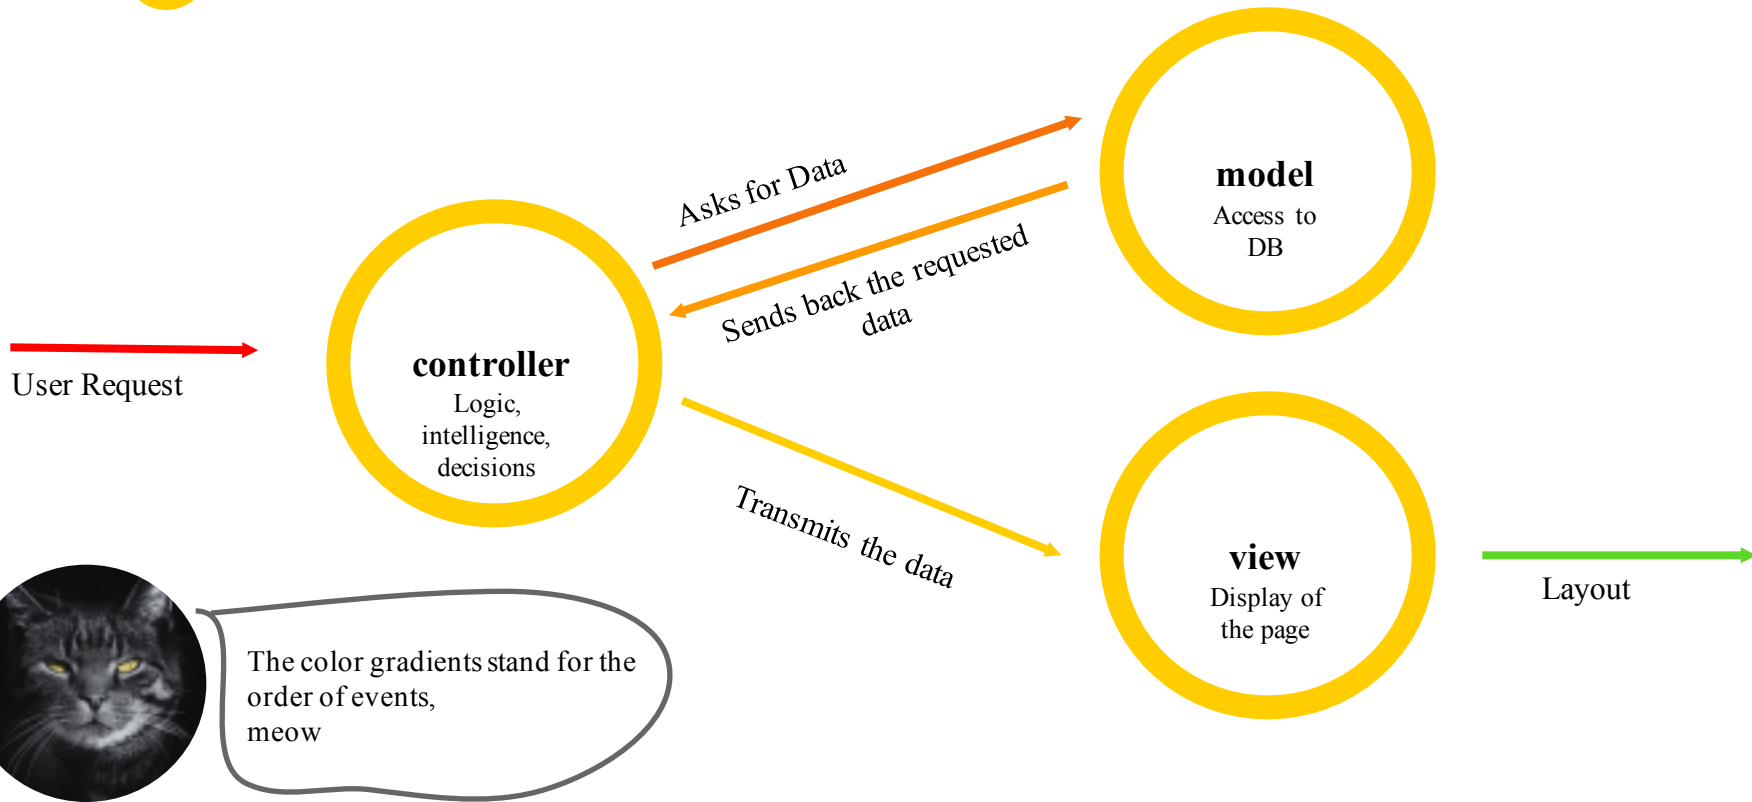 User Request
controller
Logic,
intelligence,
decisions
Asks for Data
Sends back the requested
data
model
Access to
DB
Transmits the data
view
Display of
the page
Layout
The color gradients stand for the
order of events,
meow